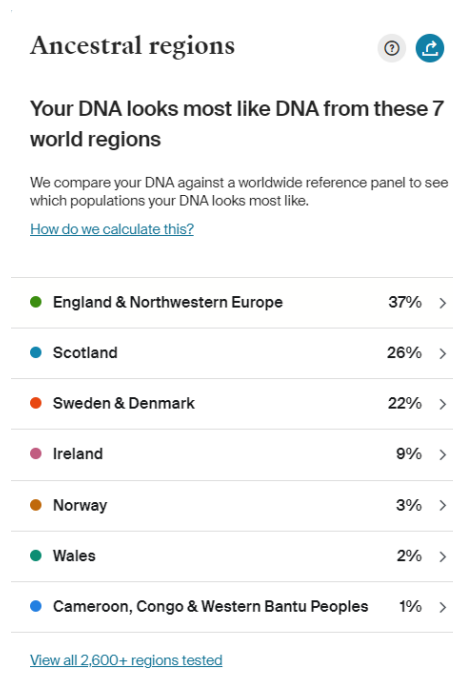 Ancestral regions
Your DNA looks most like DNA from these 7
world regions
We compare your DNA against a worldwide reference panel to see
which populations your DNA looks most like.
How do we calculate this?
England & Northwestern Europe 37%
Scotland 26%
Sweden & Denmark 22%
Ireland 9%
Norway 3%
Wales 2%
Cameroon, Congo & Western Bantu Peoples 1%
View all 2,600+ regions tested